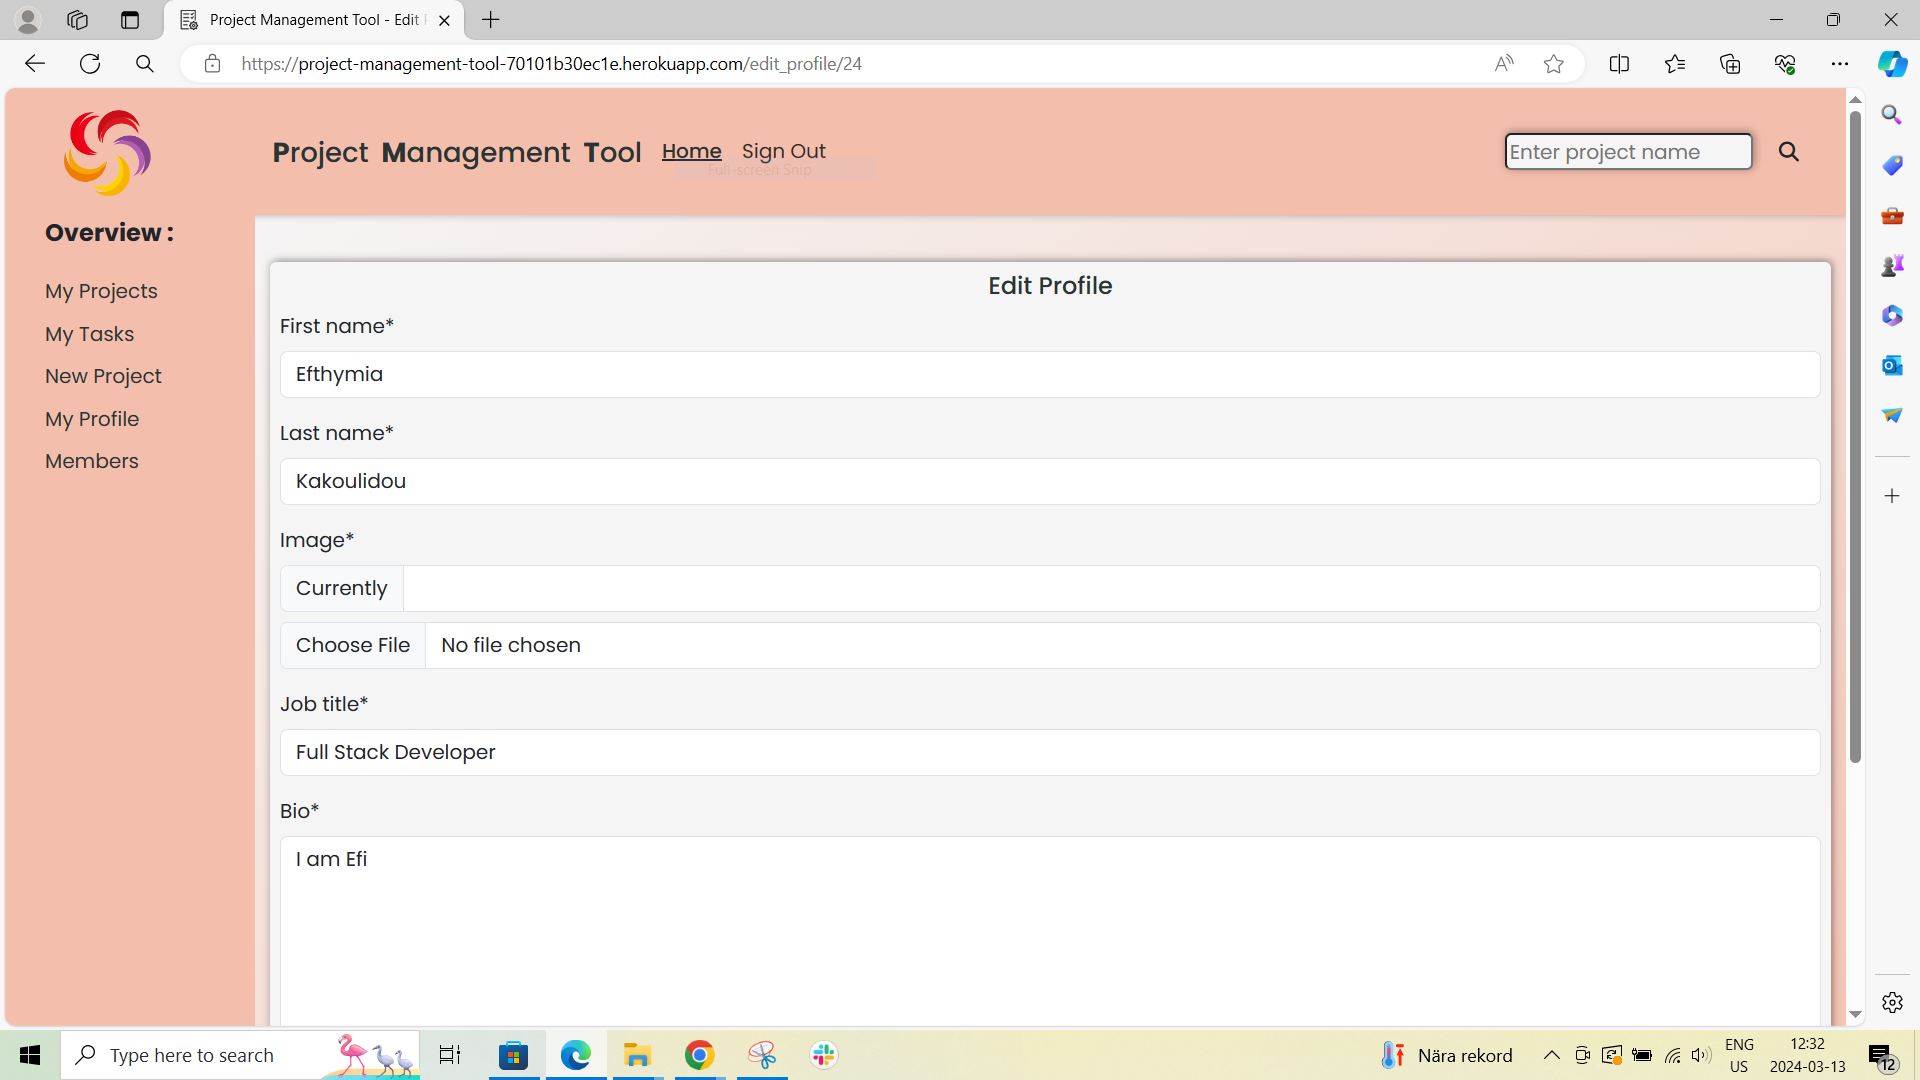 Project Management Tool - Edit
https://project-management-tool-70101b30ec1e.herokuapp.com/edit_profile/24
Project Management Tool
Home
Sign Out
Full-screen Snip
Enter project name
Overview :
My Projects
My Tasks
New Project
My Profile
Members
Edit Profile
First name*
Efthymia
Last name*
Kakoulidou
Image*
Currently
Choose File
No file chosen
Job title*
Full Stack Developer
Bio*
I am Efi
Type here to search
Nära rekord
ENG
US
12:32
2024-03-13
12